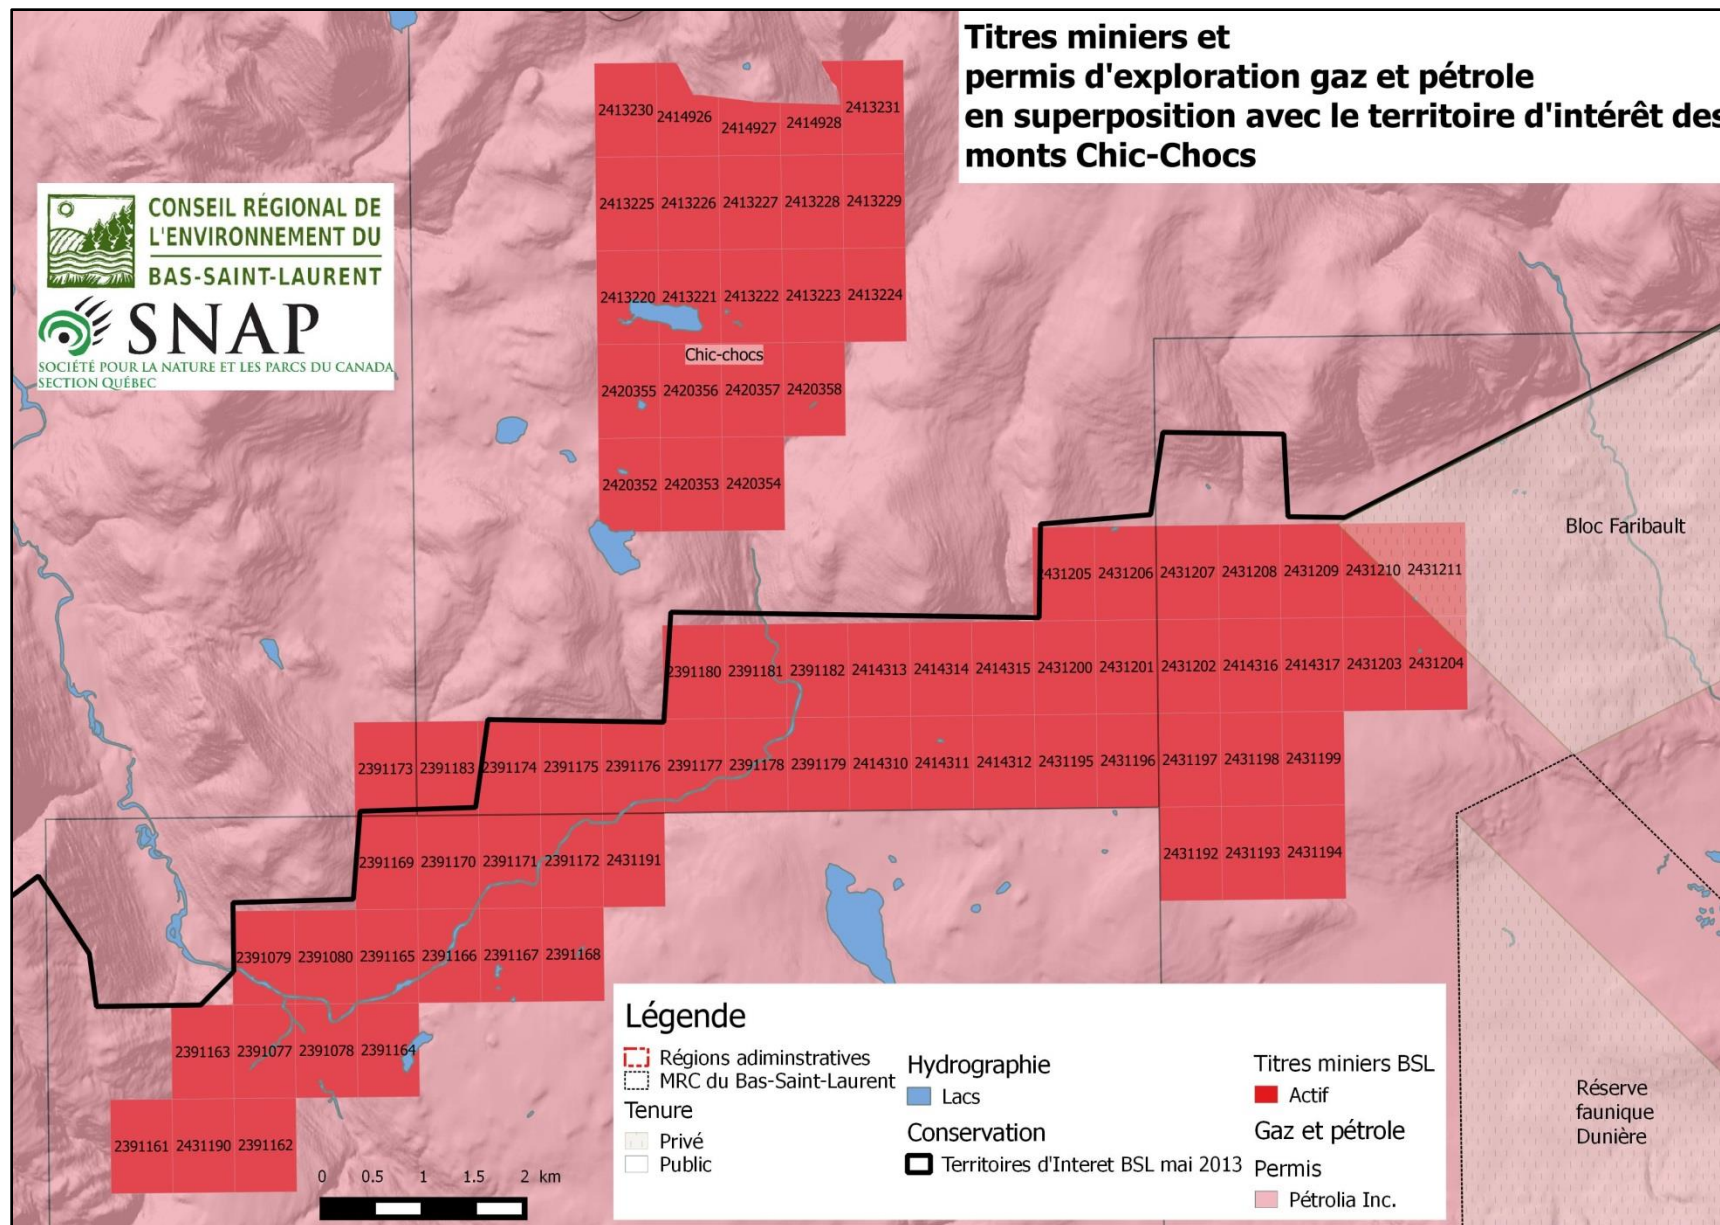 Titres miniers et
permis d'exploration gaz et pétrole
en superposition avec le territoire d'intérêt des
monts Chic-Chocs
CONSEIL RÉGIONAL DE
L'ENVIRONNEMENT DU
BAS-SAINT-LAURENT
SNAP
SOCIÉTÉ POUR LA NATURE ET LES PARCS DU CANADA
SECTION QUÉBEC
2413230 2414926 2414927 2414928 2413231
2413225 2413226 2413227 2413228 2413229
2413220 2413221 2413222 2413223 2413224
Chic-chocs
2420355 2420356 2420357 2420358
2420352 2420353 2420354
Bloc Faribault
2431205 2431206 2431207 2431208 2431209 2431210 2431211
2391180 2391181 2391182 2414313 2414314 2414315 2431200 2431201 2431202 2414316 2414317 2431203 2431204
2391173 2391183 2391174 2391175 2391176 2391177 2391178 2391179 2414310 2414311 2414312 2431195 2431196 2431197 2431198 2431199
2391169 2391170 2391171 2391172 2431191 2431192 2431193 2431194
2391079 2391080 2391165 2391166 2391167 2391168
2391163 2391077 2391078 2391164
2391161 2431190 2391162
0 0.5 1 1.5 2 km
Légende
Régions adiminstratives
MRC du Bas-Saint-Laurent
Tenure
Privé
Public
Hydrographie
Lacs
Conservation
Territoires d'Interet BSL mai 2013
Titres miniers BSL
Actif
Gaz et pétrole
Permis
Pétrolia Inc.
Réserve
faunique
Dunière